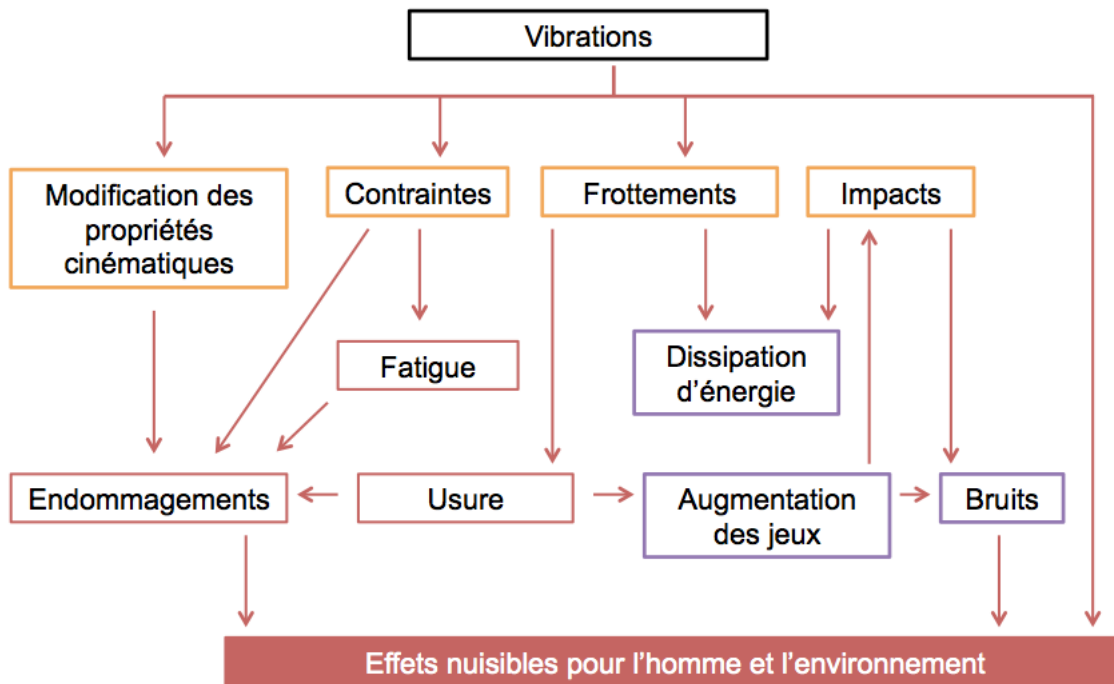 Vibrations
Modification des
propriétés
cinématiques
Contraintes
Frottements
Impacts
Fatigue
Dissipation
d'énergie
Endommagements
Usure
Augmentation
des jeux
Bruits
Effets nuisibles pour l'homme et l'environnement